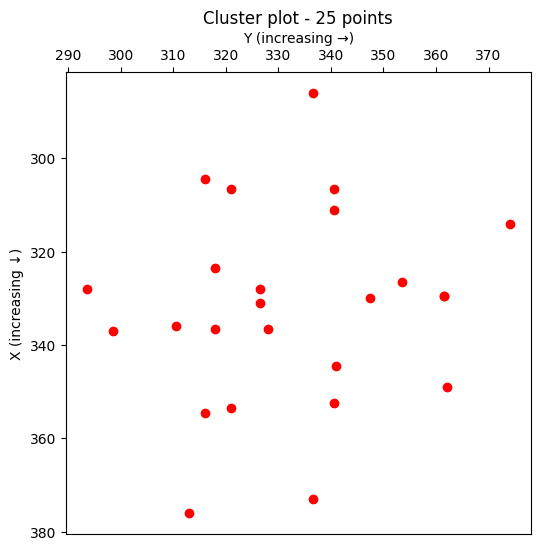 Cluster plot - 25 points
Y (increasing →)
290 300 310 320 330 340 350 360 370
X (increasing ↓)
300
320
340
360
380